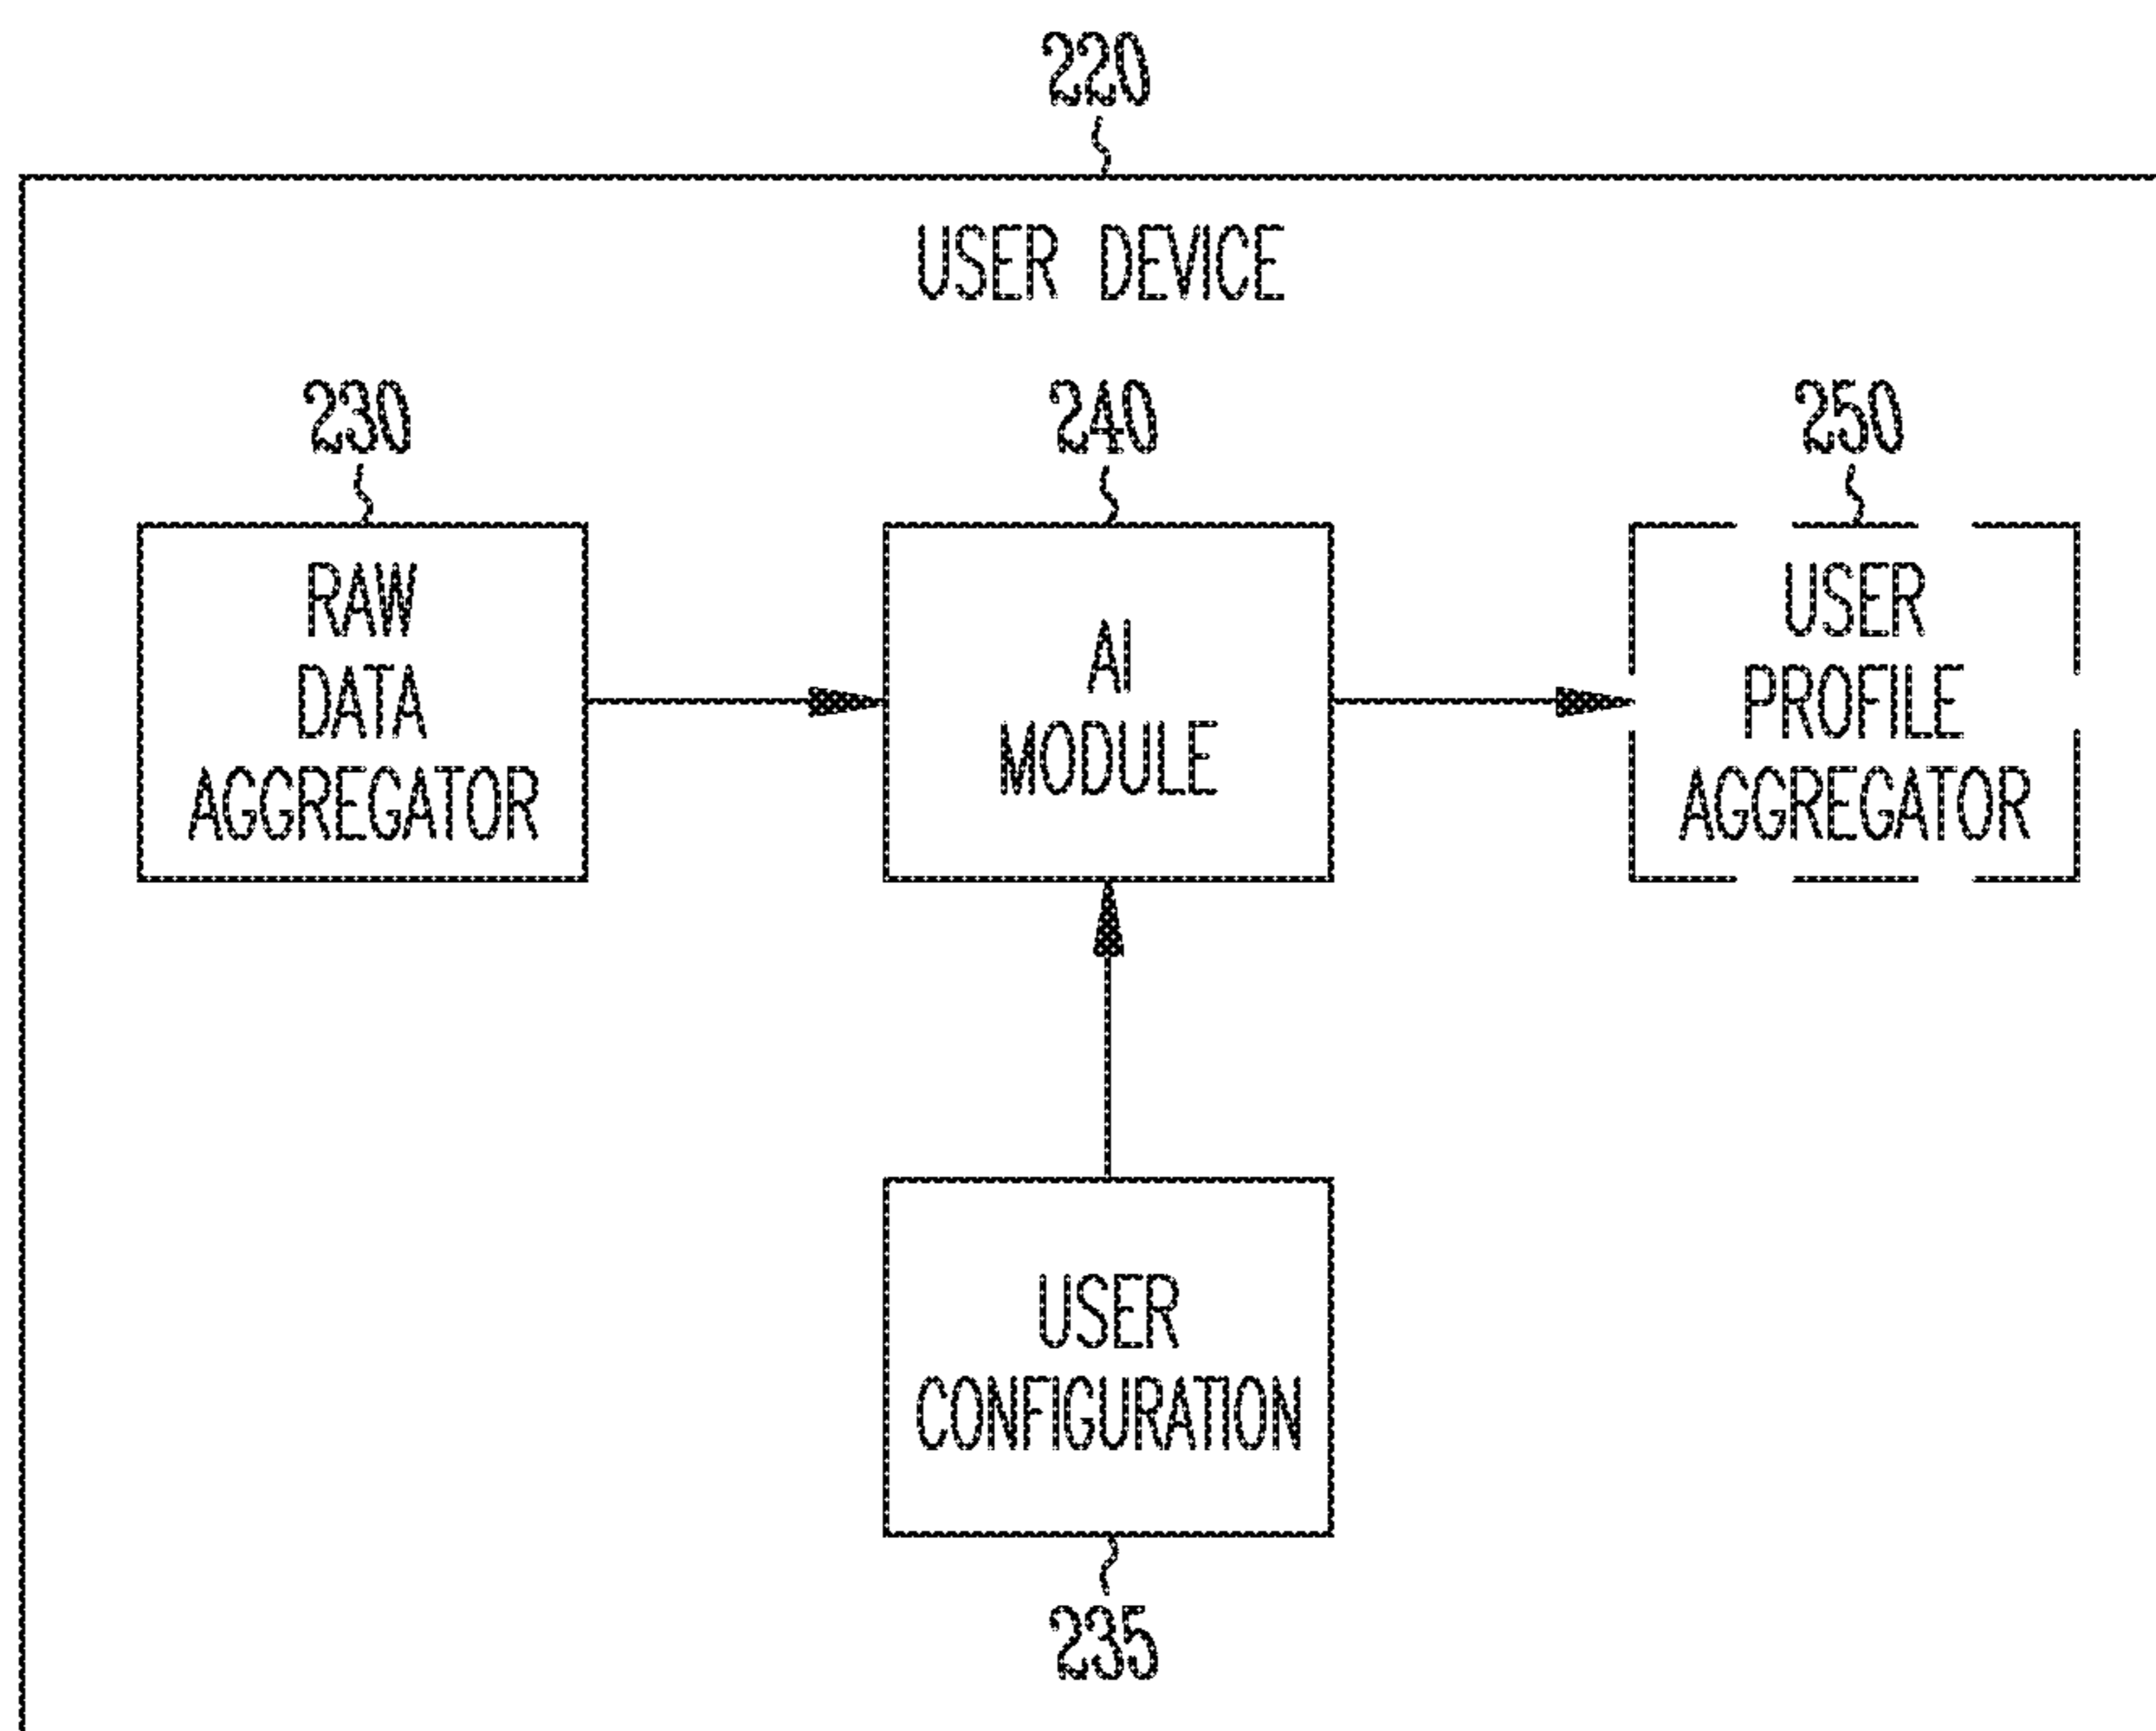 220
USER DEVICE
230
240
250
RAW
DATA
AGGREGATOR
AI
MODULE
USER
PROFILE
AGGREGATOR
USER
CONFIGURATION
235